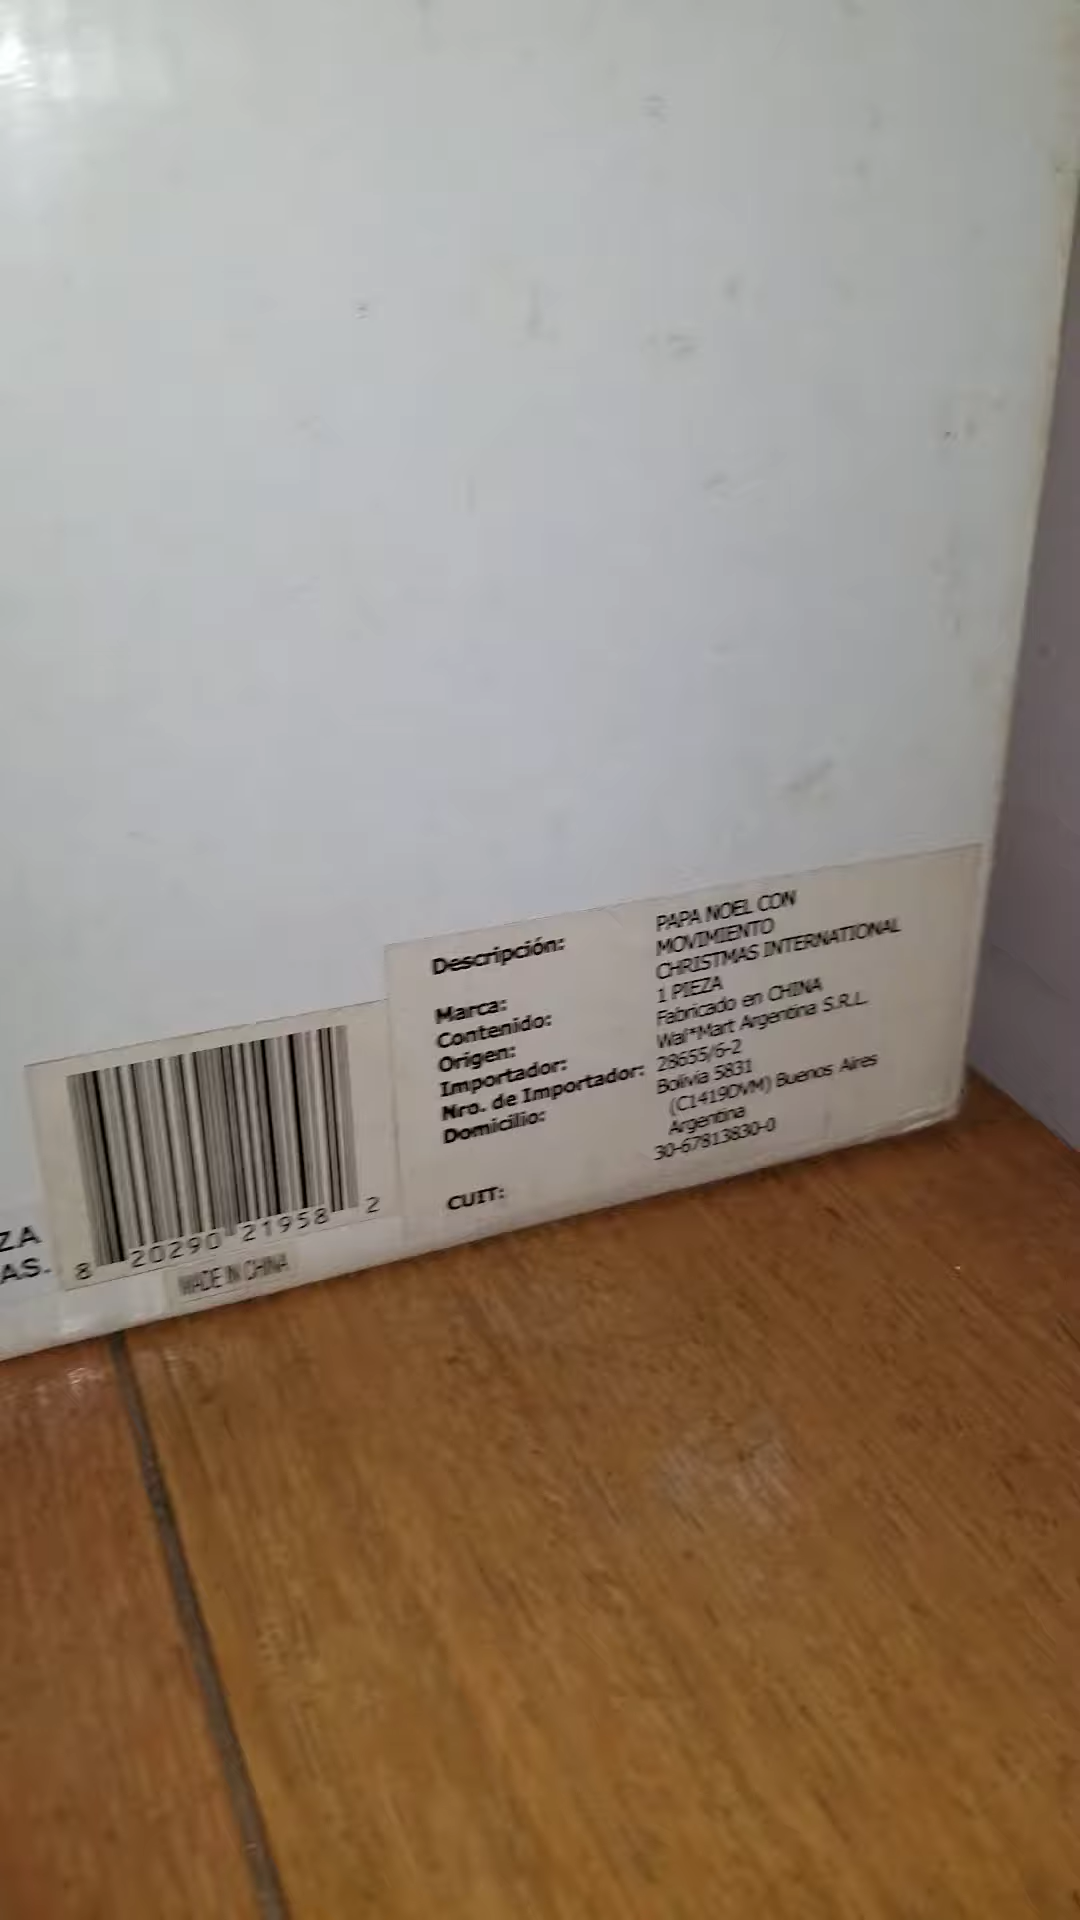 Descripción: PAPA NOEL CON
MOVIMIENTO
Marca: CHRISTMAS INTERNATIONAL
Contenido: 1 PIEZA
Origen: Fabricado en CHINA
Importador: Wal*Mart Argentina S.R.L.
Nro. de Importador: 28655/6-2
Domicilio: Bolivia 5831
(C1419DVM) Buenos Aires
Argentina
CUIT: 30-67813830-0
ZA
AS.
8 20290 21958 2
MADE IN CHINA